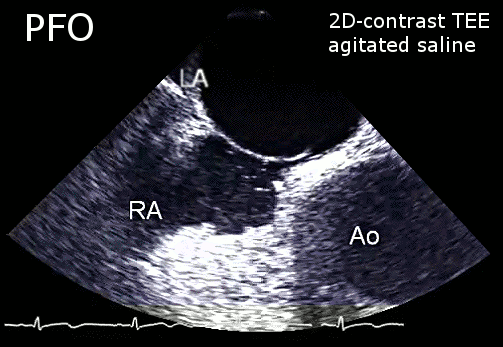 PFO
2D-contrast TEE
agitated saline
LA
RA
Ao